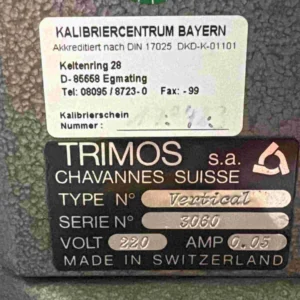 KALIBRIERCENTRUM BAYERN
Akkreditiert nach DIN 17025 DKD-K-01101
Keltenring 28
D-85658 Egmating
Tel: 08095 / 8723-0 Fax: -99
Kalibrierschein
Nummer :
TRIMOS s.a.
CHAVANNES SUISSE
TYPE N° Vertical
SERIE N° 3060
VOLT 220 AMP 0.05
MADE IN SWITZERLAND